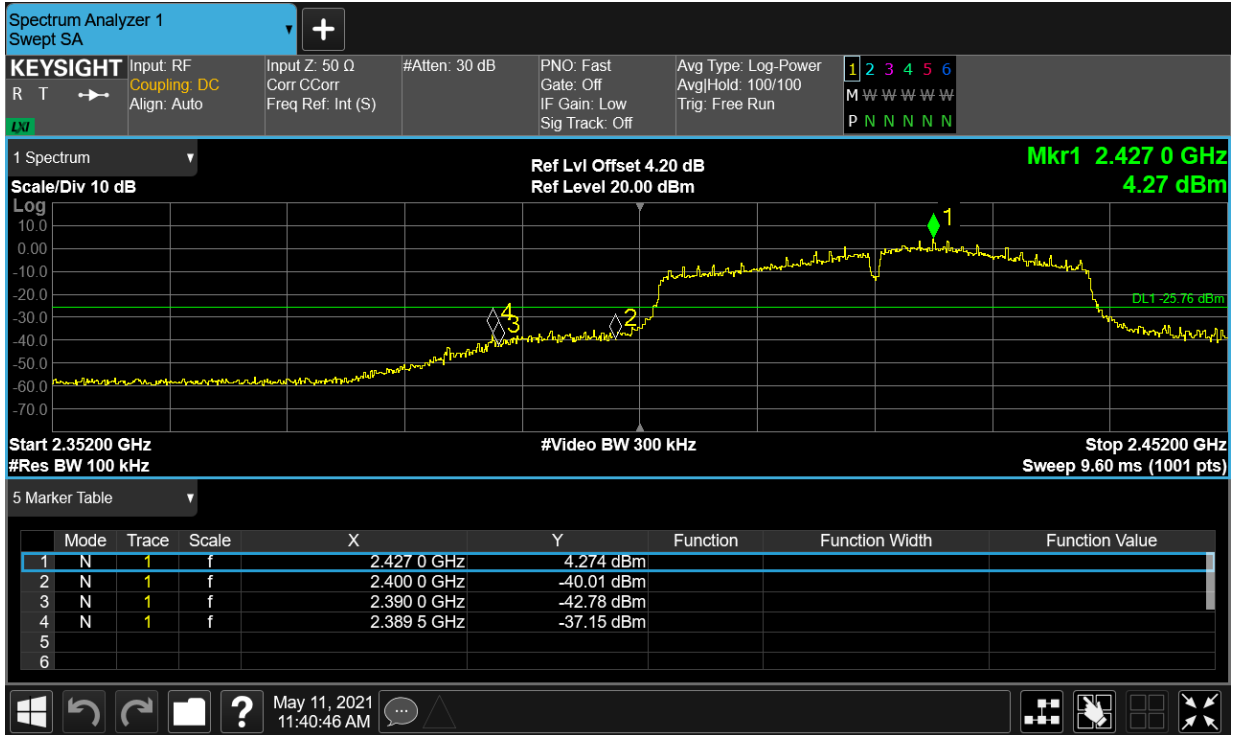 Spectrum Analyzer 1
Swept SA
KEYSIGHT
R T
LXI
Input: RF
Coupling: DC
Align: Auto
Input Z: 50 Ω
Corr CCorr
Freq Ref: Int (S)
#Atten: 30 dB
PNO: Fast
Gate: Off
IF Gain: Low
Sig Track: Off
Avg Type: Log-Power
Avg|Hold: 100/100
Trig: Free Run
1 2 3 4 5 6
M W W W W W
P N N N N N N
1 Spectrum
Scale/Div 10 dB
Ref Lvl Offset 4.20 dB
Ref Level 20.00 dBm
Mkr1 2.427 0 GHz
4.27 dBm
Log
10.0
0.00
-10.0
-20.0
-30.0
-40.0
-50.0
-60.0
-70.0
1
4
3
2
DL1 -25.76 dBm
Start 2.35200 GHz
#Video BW 300 kHz
Stop 2.45200 GHz
#Res BW 100 kHz
Sweep 9.60 ms (1001 pts)
5 Marker Table
Mode Trace Scale X Y Function Function Width Function Value
1 N 1 f 2.427 0 GHz 4.274 dBm
2 N 1 f 2.400 0 GHz -40.01 dBm
3 N 1 f 2.390 0 GHz -42.78 dBm
4 N 1 f 2.389 5 GHz -37.15 dBm
5
6
?
May 11, 2021
11:40:46 AM